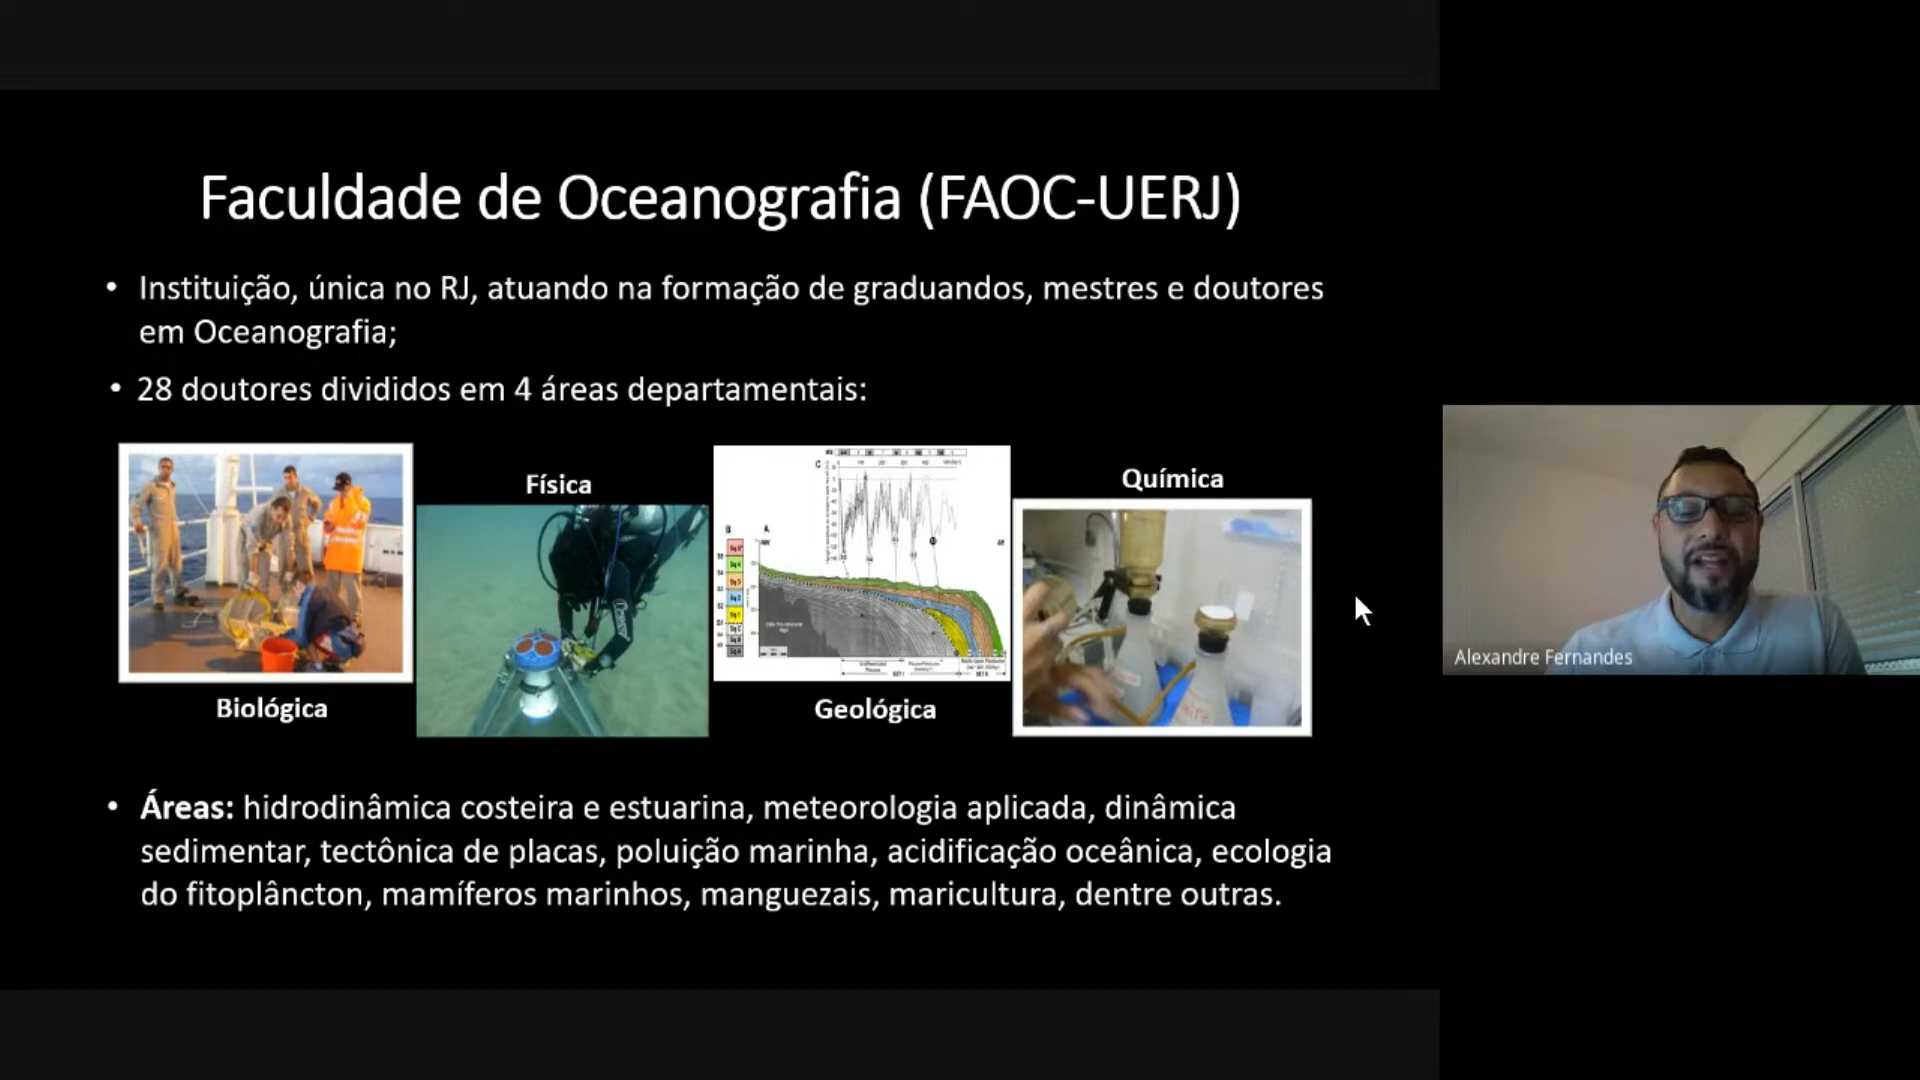 Faculdade de Oceanografia (FAOC-UERJ)
• Instituição, única no RJ, atuando na formação de graduandos, mestres e doutores
em Oceanografia;
• 28 doutores divididos em 4 áreas departamentais:
Física
Química
Biológica
Geológica
Alexandre Fernandes
• Áreas: hidrodinâmica costeira e estuarina, meteorologia aplicada, dinâmica
sedimentar, tectônica de placas, poluição marinha, acidificação oceânica, ecologia
do fitoplâncton, mamíferos marinhos, manguezais, maricultura, dentre outras.